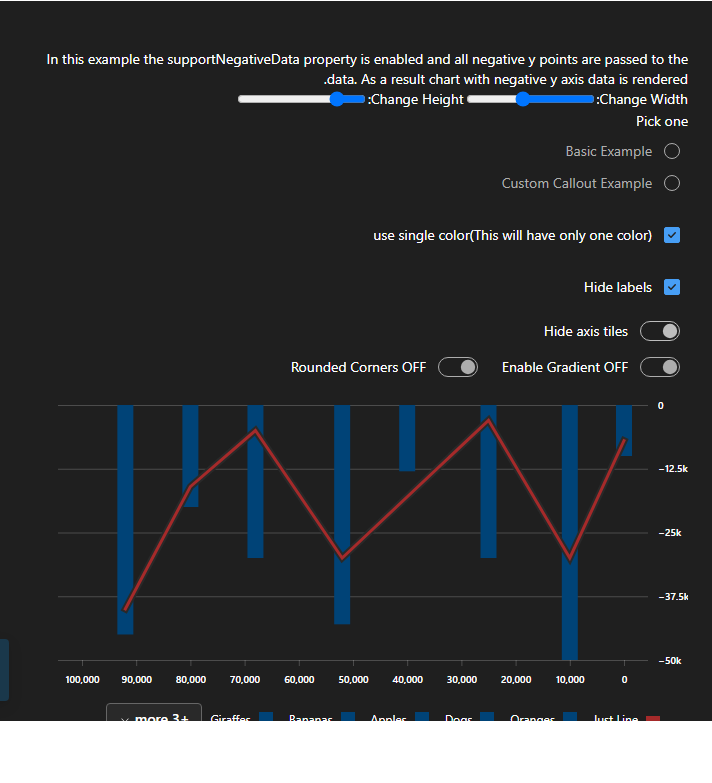 In this example the supportNegativeData property is enabled and all negative y points are passed to the
.data. As a result chart with negative y axis data is rendered
:Change Height :Change Width
Pick one
Basic Example
Custom Callout Example
use single color(This will have only one color)
Hide labels
Hide axis tiles
Rounded Corners OFF Enable Gradient OFF
0
−12.5k
−25k
−37.5k
−50k
100,000 90,000 80,000 70,000 60,000 50,000 40,000 30,000 20,000 10,000 0
more 3+ Giraffes Bananas Apples Dogs Oranges Just Line